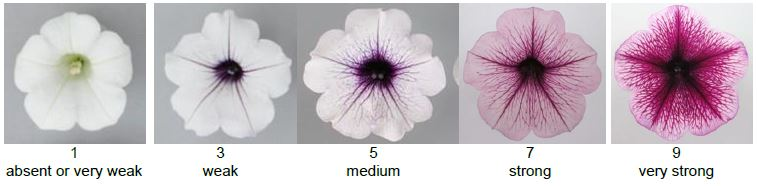 1 3 5 7 9
absent or very weak weak medium strong very strong